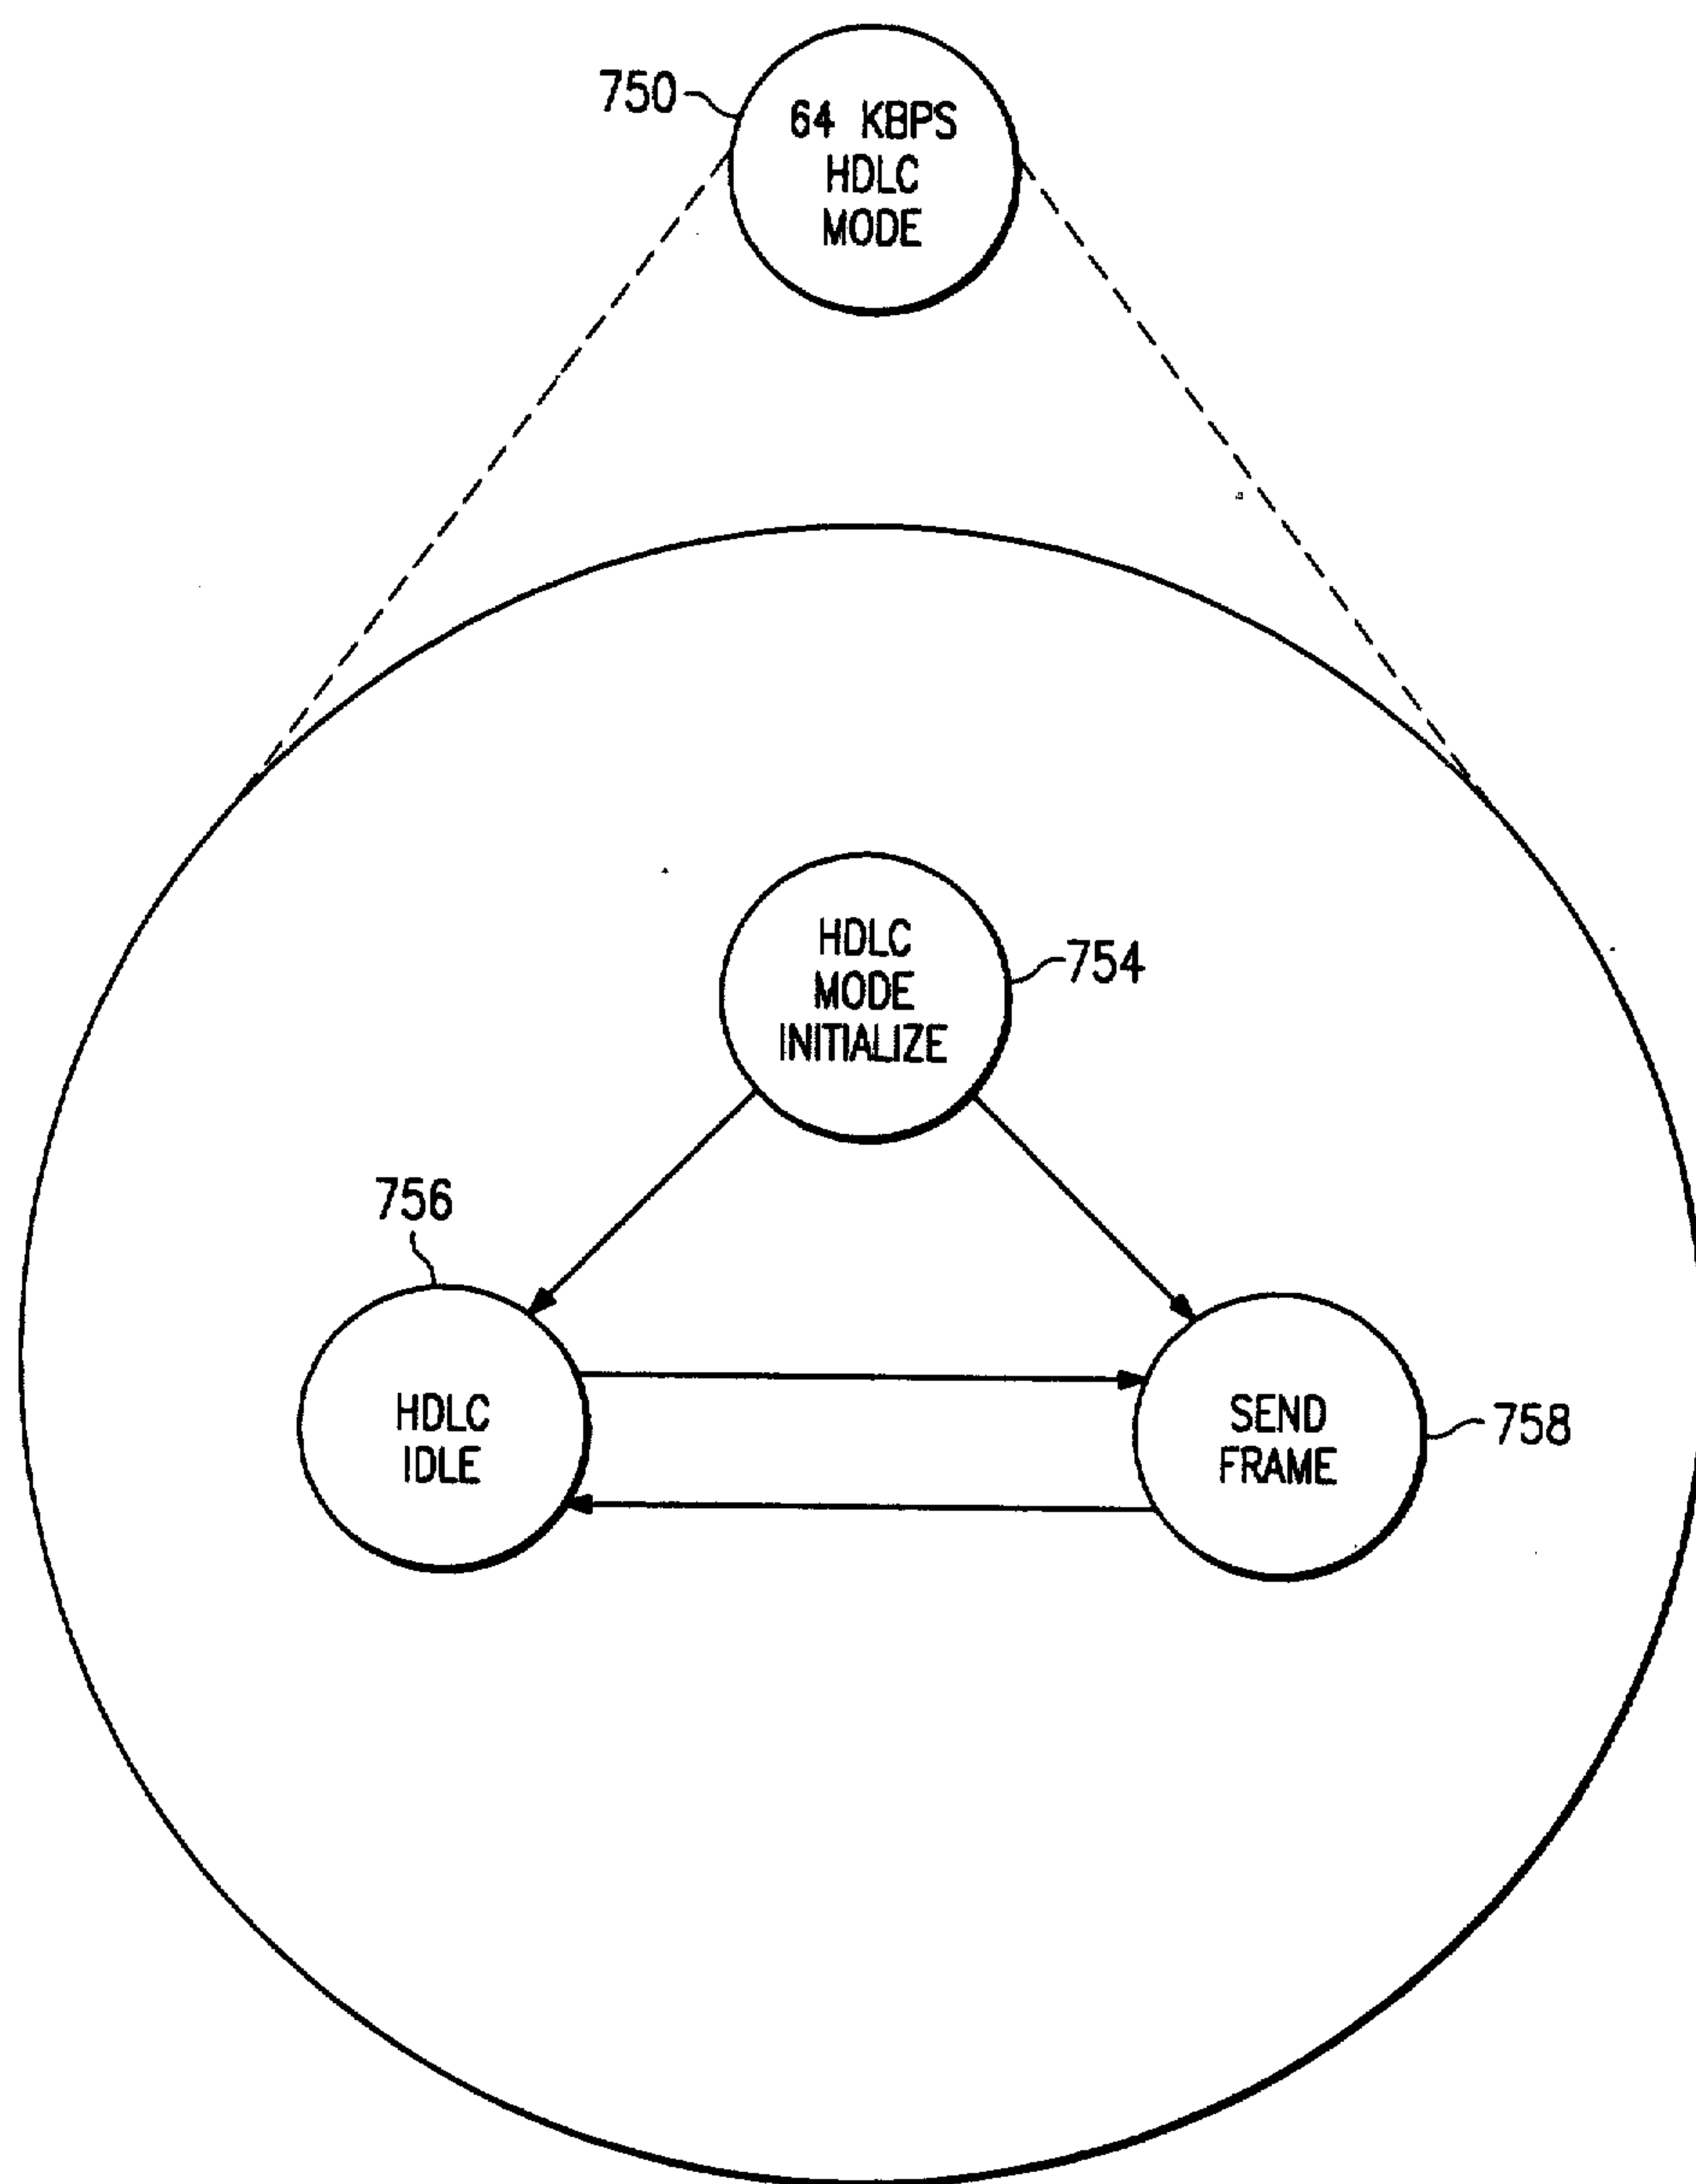 750
64 KBPS
HDLC
MODE
HDLC
MODE
INITIALIZE
754
756
HDLC
IDLE
SEND
FRAME
758